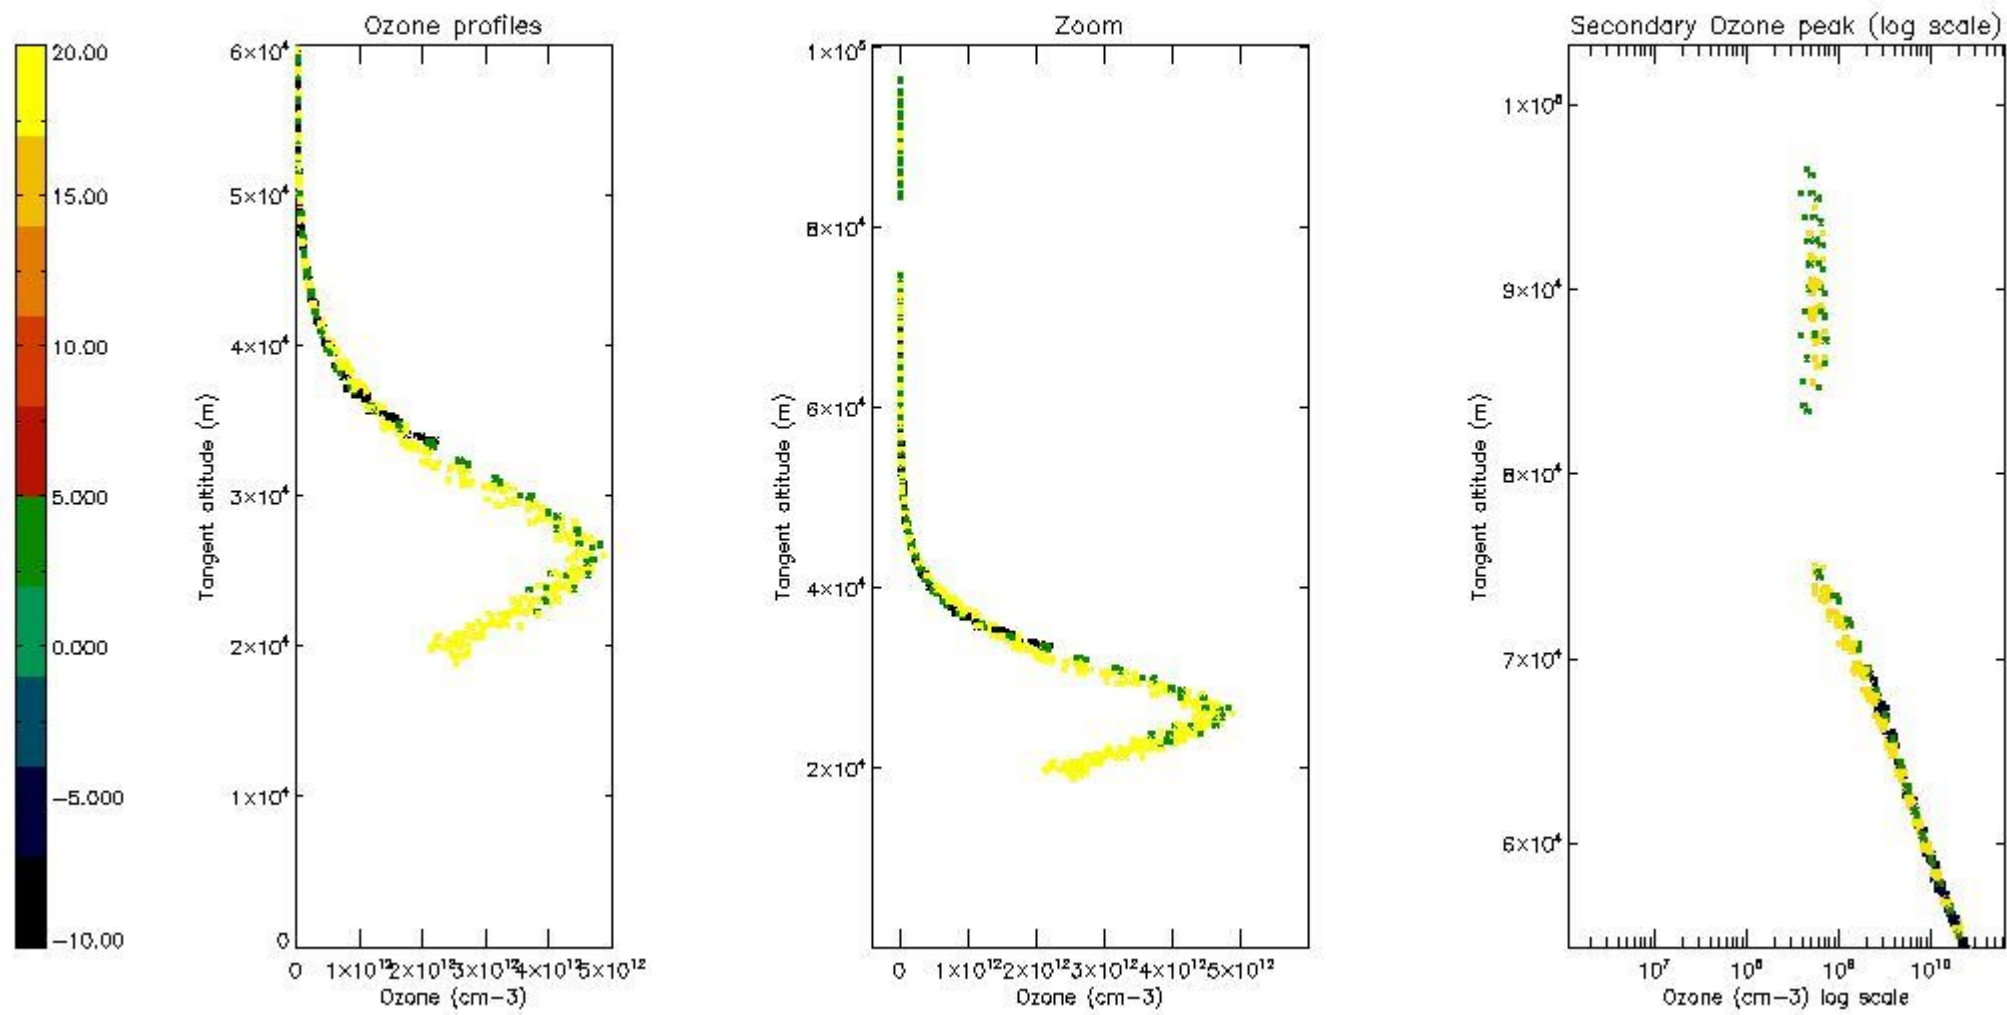 Ozone profiles
Zoom
Secondary Ozone peak (log scale)
20.00
15.00
10.00
5.000
0.000
−5.000
−10.00
6×10⁴
5×10⁴
4×10⁴
3×10⁴
2×10⁴
1×10⁴
0
Tangent altitude (m)
0 1×10¹² 2×10¹² 3×10¹² 4×10¹² 5×10¹²
Ozone (cm−3)
1×10⁵
8×10⁴
6×10⁴
4×10⁴
2×10⁴
Tangent altitude (m)
0 1×10¹² 2×10¹² 3×10¹² 4×10¹² 5×10¹²
Ozone (cm−3)
9×10⁴
8×10⁴
7×10⁴
6×10⁴
Tangent altitude (m)
10⁷ 10⁸ 10⁹ 10¹⁰
Ozone (cm−3) log scale